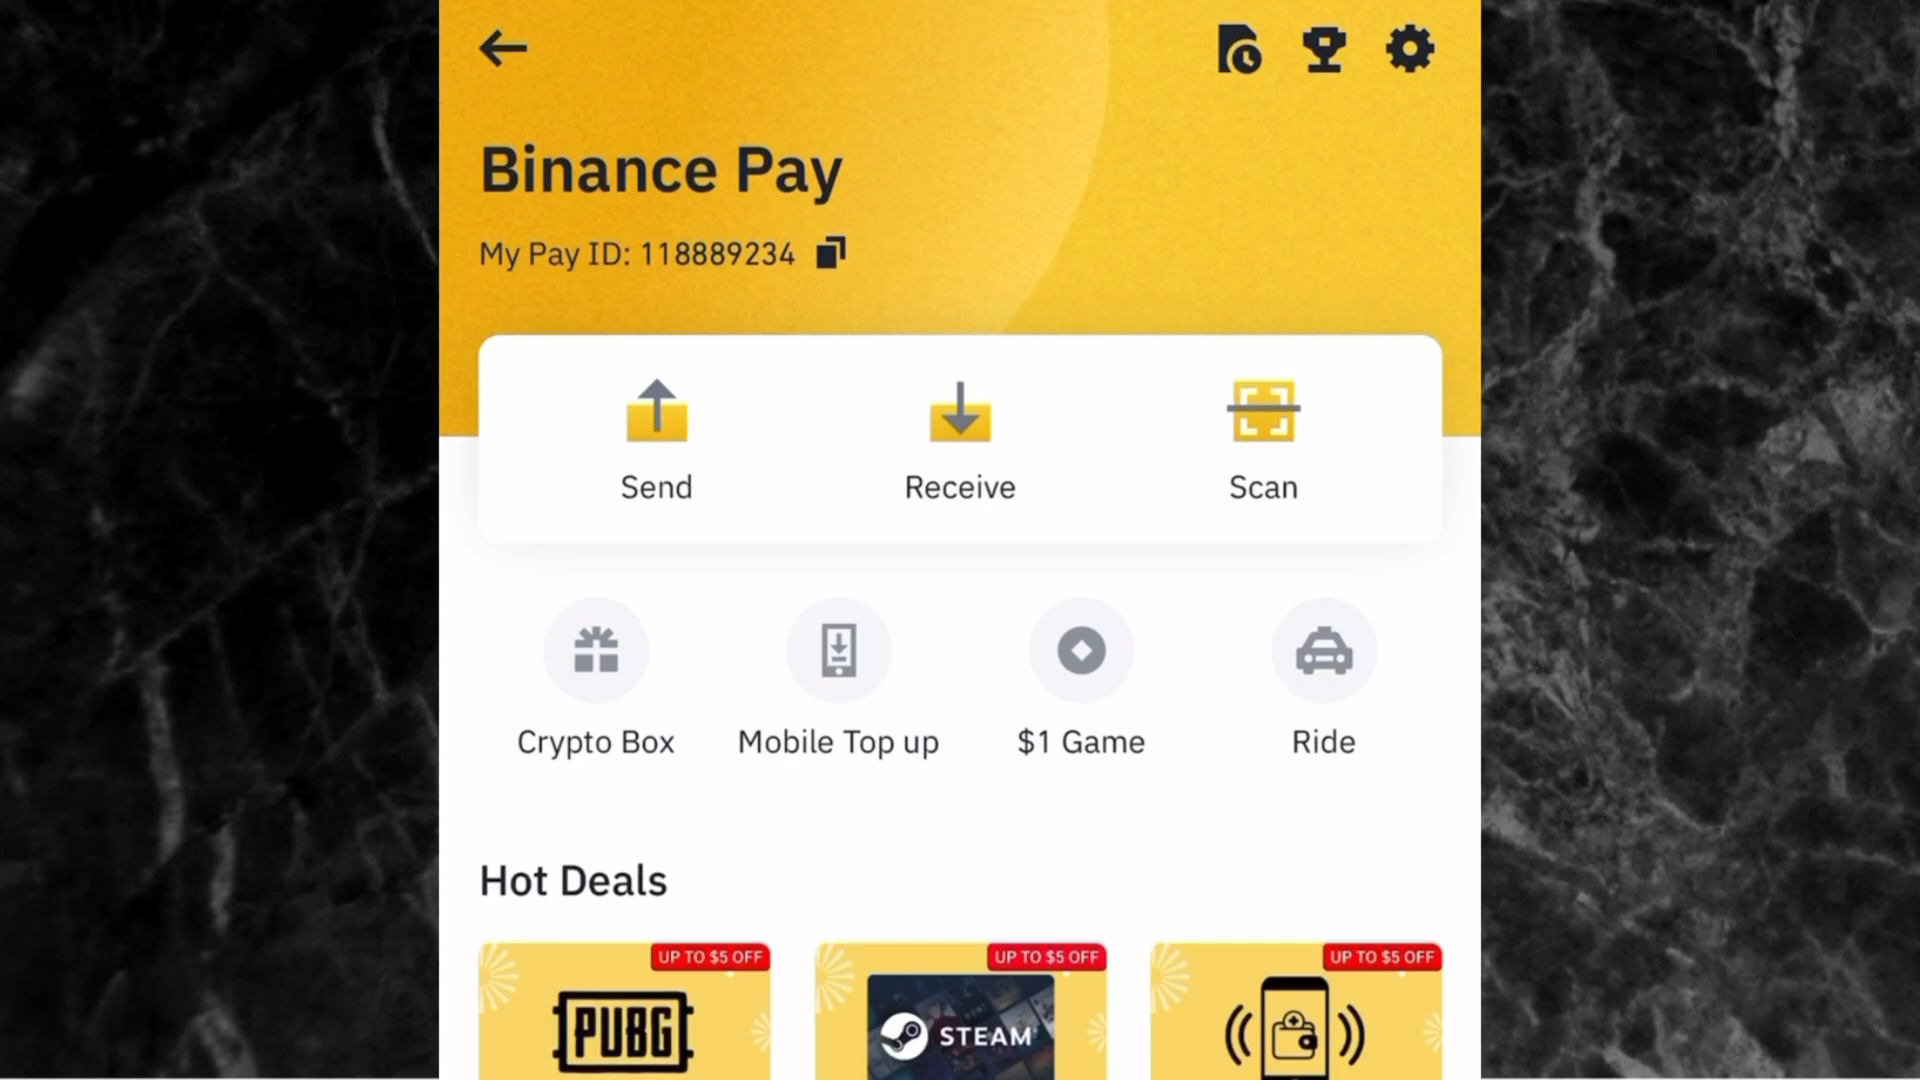 Binance Pay
My Pay ID: 118889234
Send
Receive
Scan
Crypto Box
Mobile Top up
$1 Game
Ride
Hot Deals
UP TO $5 OFF
UP TO $5 OFF
UP TO $5 OFF
PUBG
STEAM